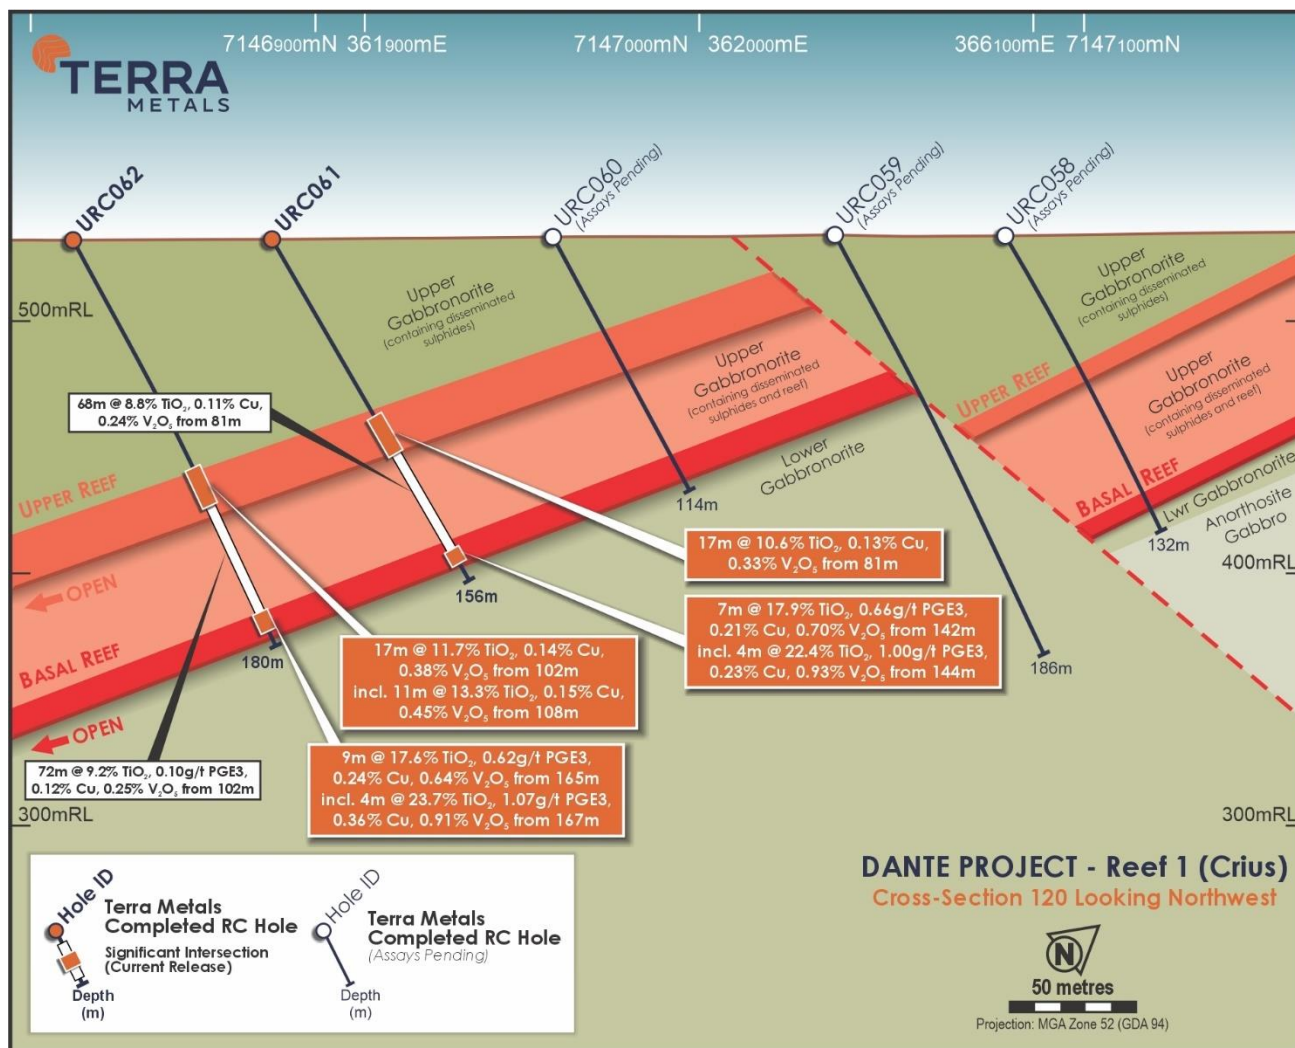 7146900mN 361900mE 7147000mN 362000mE 366100mE 7147100mN
TERRA
METALS
URC062
URC061
URC060
(Assays Pending)
URC059
(Assays Pending)
URC058
(Assays Pending)
500mRL
Upper
Gabbronorite
(containing disseminated
sulphides)
Upper
Gabbronorite
(containing disseminated
sulphides)
Upper
Gabbronorite
(containing disseminated
sulphides and reef)
Upper
Gabbronorite
(containing disseminated
sulphides and reef)
UPPER REEF
68m @ 8.8% TiO₂, 0.11% Cu,
0.24% V₂O₅ from 81m
Lower
Gabbronorite
UPPER REEF
BASAL REEF
Lwr Gabbronorite
Anorthosite
Gabbro
114m
132m
400mRL
17m @ 10.6% TiO₂, 0.13% Cu,
0.33% V₂O₅ from 81m
OPEN
156m
7m @ 17.9% TiO₂, 0.66g/t PGE3,
0.21% Cu, 0.70% V₂O₅ from 142m
incl. 4m @ 22.4% TiO₂, 1.00g/t PGE3,
0.23% Cu, 0.93% V₂O₅ from 144m
186m
BASAL REEF
180m
17m @ 11.7% TiO₂, 0.14% Cu,
0.38% V₂O₅ from 102m
incl. 11m @ 13.3% TiO₂, 0.15% Cu,
0.45% V₂O₅ from 108m
OPEN
72m @ 9.2% TiO₂, 0.10g/t PGE3,
0.12% Cu, 0.25% V₂O₅ from 102m
9m @ 17.6% TiO₂, 0.62g/t PGE3,
0.24% Cu, 0.64% V₂O₅ from 165m
incl. 4m @ 23.7% TiO₂, 1.07g/t PGE3,
0.36% Cu, 0.91% V₂O₅ from 167m
300mRL
300mRL
Hole ID
Terra Metals
Completed RC Hole
Significant Intersection
(Current Release)
Depth
(m)
Hole ID
Terra Metals
Completed RC Hole
(Assays Pending)
Depth
(m)
DANTE PROJECT - Reef 1 (Crius)
Cross-Section 120 Looking Northwest
N
50 metres
Projection: MGA Zone 52 (GDA 94)